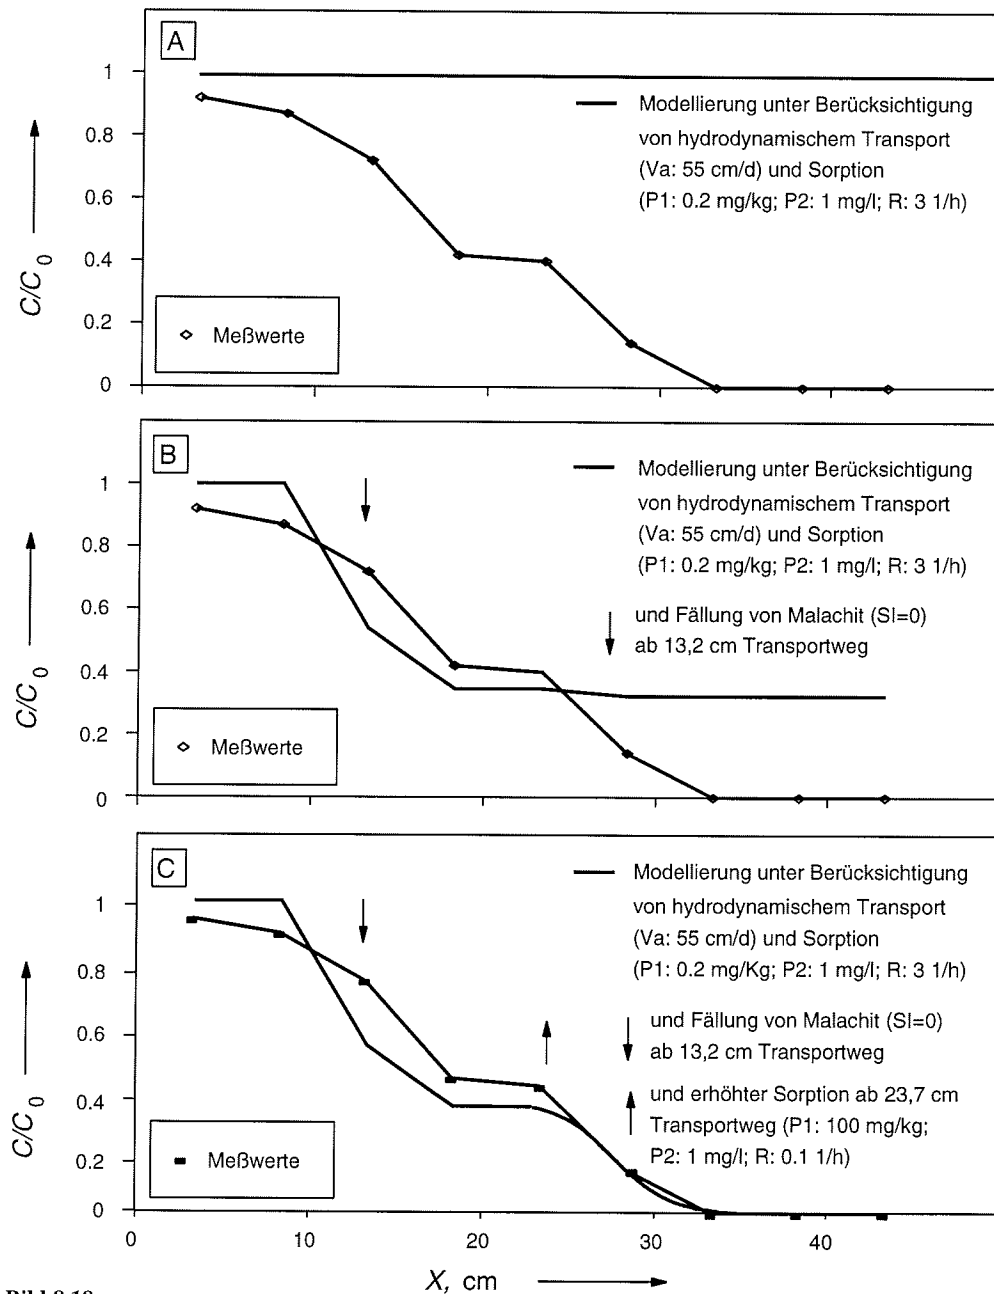 A
1
0.8
0.6
0.4
0.2
0
C/C0
Modellierung unter Berücksichtigung
von hydrodynamischem Transport
(Va: 55 cm/d) und Sorption
(P1: 0.2 mg/kg; P2: 1 mg/l; R: 3 1/h)
Meßwerte
B
1
0.8
0.6
0.4
0.2
0
C/C0
Modellierung unter Berücksichtigung
von hydrodynamischem Transport
(Va: 55 cm/d) und Sorption
(P1: 0.2 mg/kg; P2: 1 mg/l; R: 3 1/h)
und Fällung von Malachit (SI=0)
ab 13,2 cm Transportweg
Meßwerte
C
1
0.8
0.6
0.4
0.2
0
C/C0
Modellierung unter Berücksichtigung
von hydrodynamischem Transport
(Va: 55 cm/d) und Sorption
(P1: 0.2 mg/Kg; P2: 1 mg/l; R: 3 1/h)
und Fällung von Malachit (SI=0)
ab 13,2 cm Transportweg
und erhöhter Sorption ab 23,7 cm
Transportweg (P1: 100 mg/kg;
P2: 1 mg/l; R: 0.1 1/h)
Meßwerte
0 10 20 30 40
X, cm